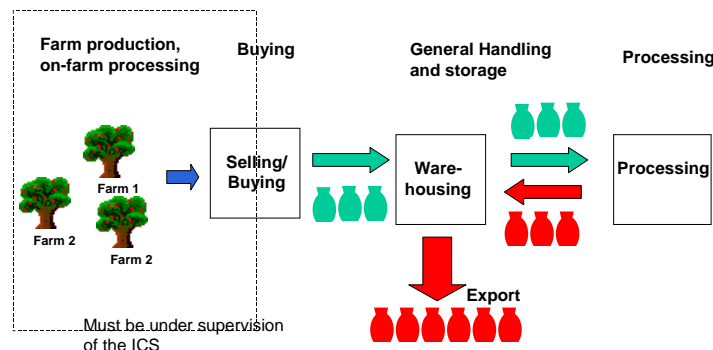 Farm production,
on-farm processing
Buying
General Handling
and storage
Processing
Farm 1
Farm 2
Farm 2
Selling/
Buying
Ware-
housing
Processing
Export
Must be under supervision
of the ICS